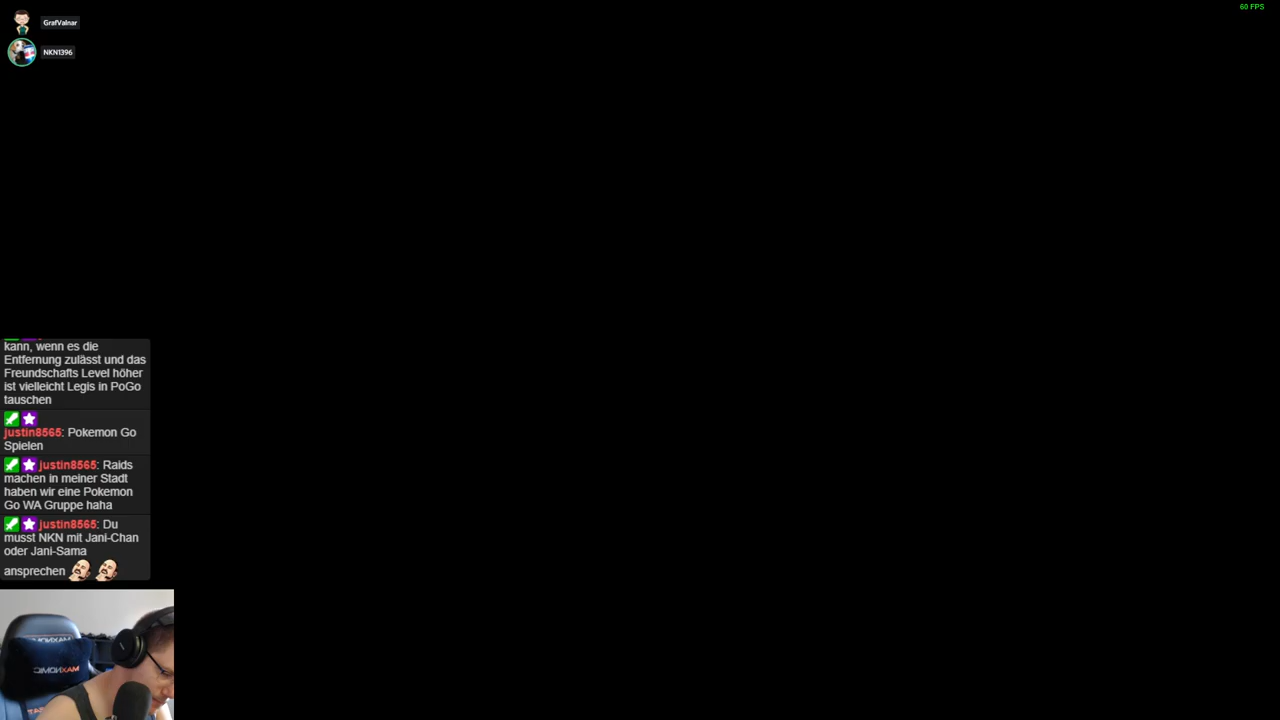 60 FPS
GrafValnar
NKN1396
kann, wenn es die
Entfernung zulässt und das
Freundschafts Level höher
ist vielleicht Legis in PoGo
tauschen
justin8565: Pokemon Go
Spielen
justin8565: Raids
machen in meiner Stadt
haben wir eine Pokemon
Go WA Gruppe haha
justin8565: Du
musst NKN mit Jani-Chan
oder Jani-Sama
ansprechen
MAXNOMIC
MAXNOMIC